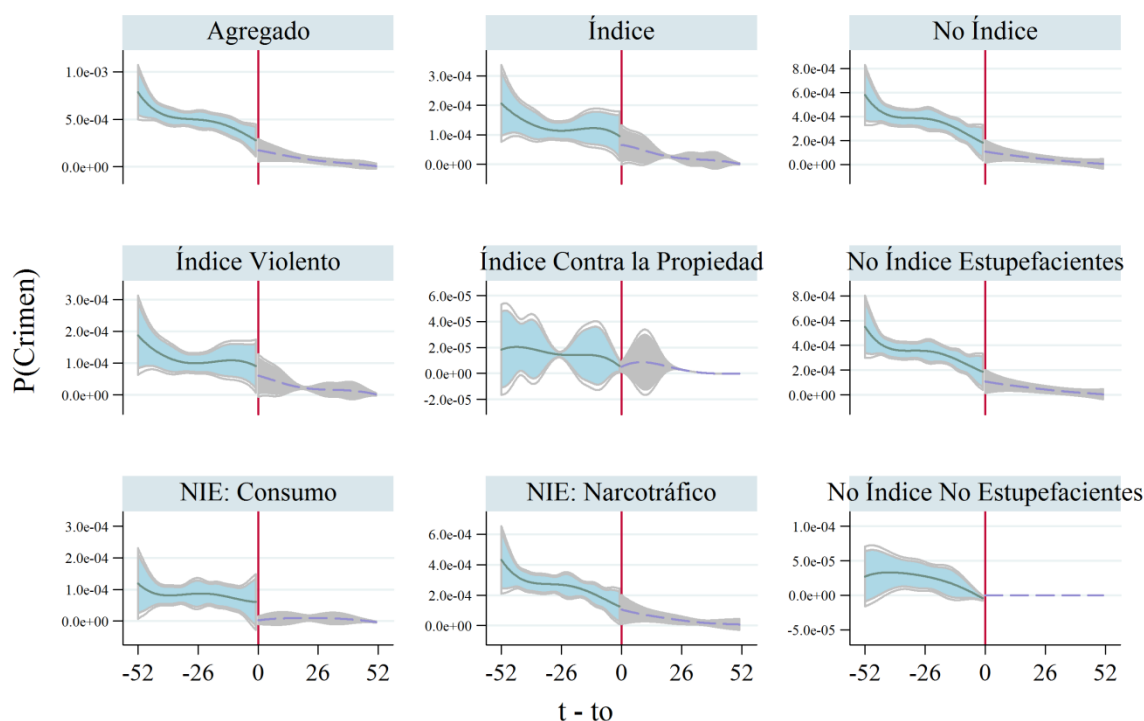 Agregado
1.0e-03
5.0e-04
0.0e+00
Índice
3.0e-04
2.0e-04
1.0e-04
0.0e+00
No Índice
8.0e-04
6.0e-04
4.0e-04
2.0e-04
0.0e+00
P(Crimen)
Índice Violento
3.0e-04
2.0e-04
1.0e-04
0.0e+00
Índice Contra la Propiedad
6.0e-05
4.0e-05
2.0e-05
0.0e+00
-2.0e-05
No Índice Estupefacientes
8.0e-04
6.0e-04
4.0e-04
2.0e-04
0.0e+00
NIE: Consumo
3.0e-04
2.0e-04
1.0e-04
0.0e+00
-52 -26 0 26 52
NIE: Narcotráfico
6.0e-04
4.0e-04
2.0e-04
0.0e+00
-52 -26 0 26 52
No Índice No Estupefacientes
1.0e-04
5.0e-05
0.0e+00
-5.0e-05
-52 -26 0 26 52
t - to